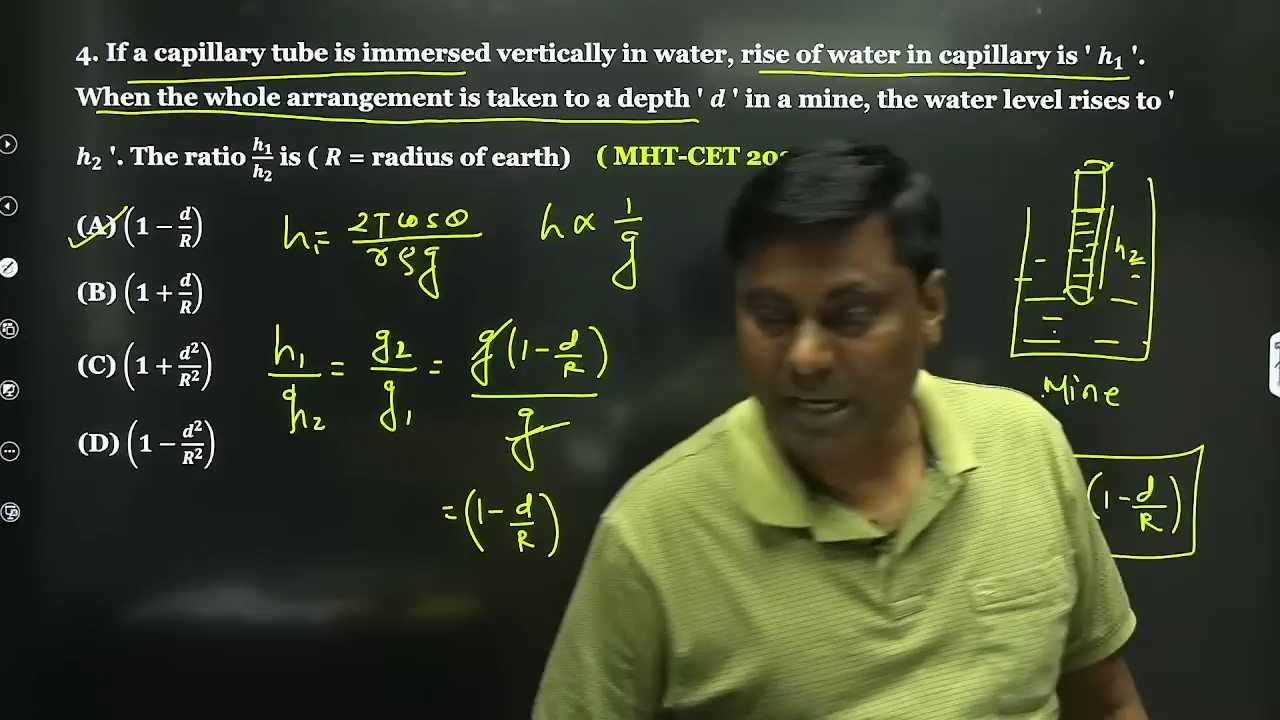 4. If a capillary tube is immersed vertically in water, rise of water in capillary is ' h₁ '.
When the whole arrangement is taken to a depth ' d ' in a mine, the water level rises to '
h₂ '. The ratio h₁/h₂ is ( R = radius of earth) ( MHT-CET
(A) (1 − d/R)
(B) (1 + d/R)
(C) (1 + d²/R²)
(D) (1 − d²/R²)
h₁ = 2T cos θ / rρg
h ∝ 1/g
h₁/h₂ = g₂/g₁ = g(1 − d/R)/g
= (1 − d/R)
h₂
Mine
(1 − d/R)